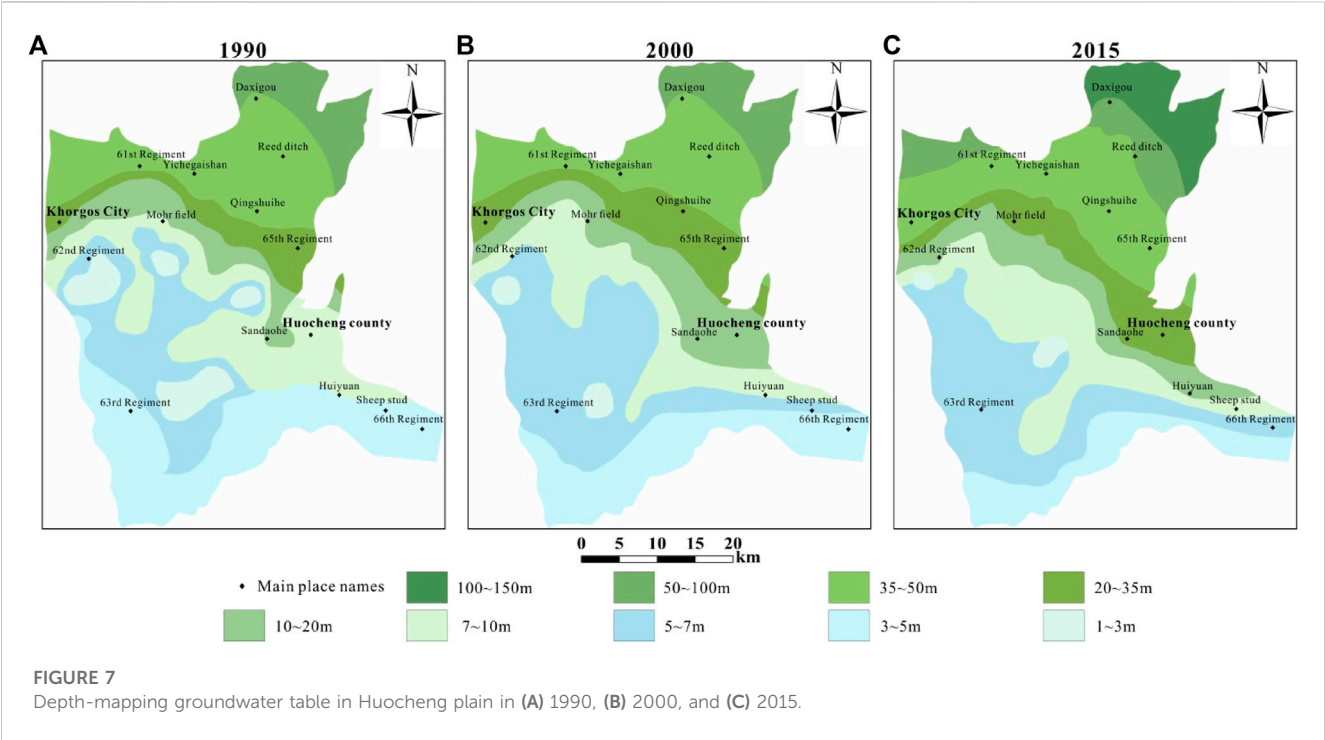 A
1990
N
Daxigou
Reed ditch
61st Regiment
Yichegaishan
Khorgos City
Mohr field
Qingshuihe
65th Regiment
62nd Regiment
Huocheng county
Sandaohe
Huiyuan
Sheep stud
63rd Regiment
66th Regiment
B
2000
N
Daxigou
Reed ditch
61st Regiment
Yichegaishan
Qingshuihe
Khorgos City
Mohr field
65th Regiment
62nd Regiment
Huocheng county
Sandaohe
Huiyuan
Sheep stud
63rd Regiment
66th Regiment
C
2015
N
Daxigou
Reed ditch
61st Regiment
Yichegaishan
Qingshuihe
Khorgos City
Mohr field
65th Regiment
62nd Regiment
Huocheng county
Sandaohe
Huiyuan
Sheep stud
63rd Regiment
66th Regiment
0 5 10 15 20
km
Main place names
100~150m
50~100m
35~50m
20~35m
10~20m
7~10m
5~7m
3~5m
1~3m
FIGURE 7
Depth-mapping groundwater table in Huocheng plain in (A) 1990, (B) 2000, and (C) 2015.